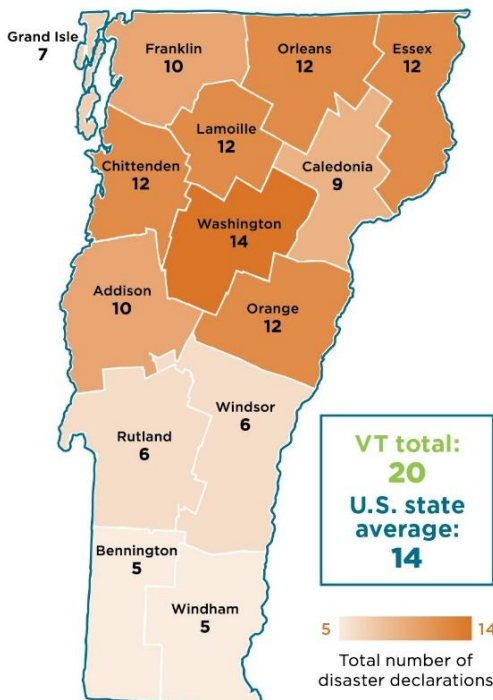 Grand Isle
7
Franklin
10
Orleans
12
Essex
12
Lamoille
12
Chittenden
12
Caledonia
9
Washington
14
Addison
10
Orange
12
Windsor
6
Rutland
6
Bennington
5
Windham
5
VT total:
20
U.S. state
average:
14
5 14
Total number of
disaster declarations